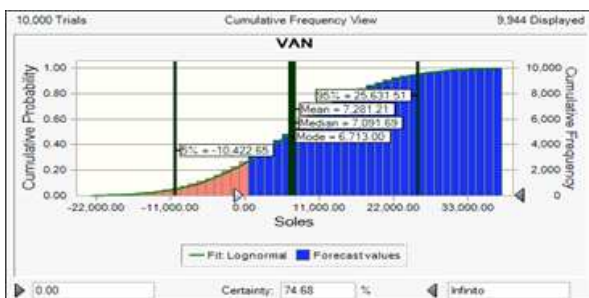 10,000 Trials Cumulative Frequency View 9,944 Displayed
VAN
Cumulative Probability
1.00
0.80
0.60
0.40
0.20
0.00
95% = 25,631.51
Mean = 7,281.21
Median = 7,091.69
Mode = 6,713.00
5% = -10,422.65
10,000
8,000
6,000
4,000
2,000
0
Cumulative Frequency
-22,000.00 -11,000.00 0.00 11,000.00 22,000.00 33,000.00
Soles
Fit: Lognormal Forecast values
0.00 Certainty: 74.68 % Infinito